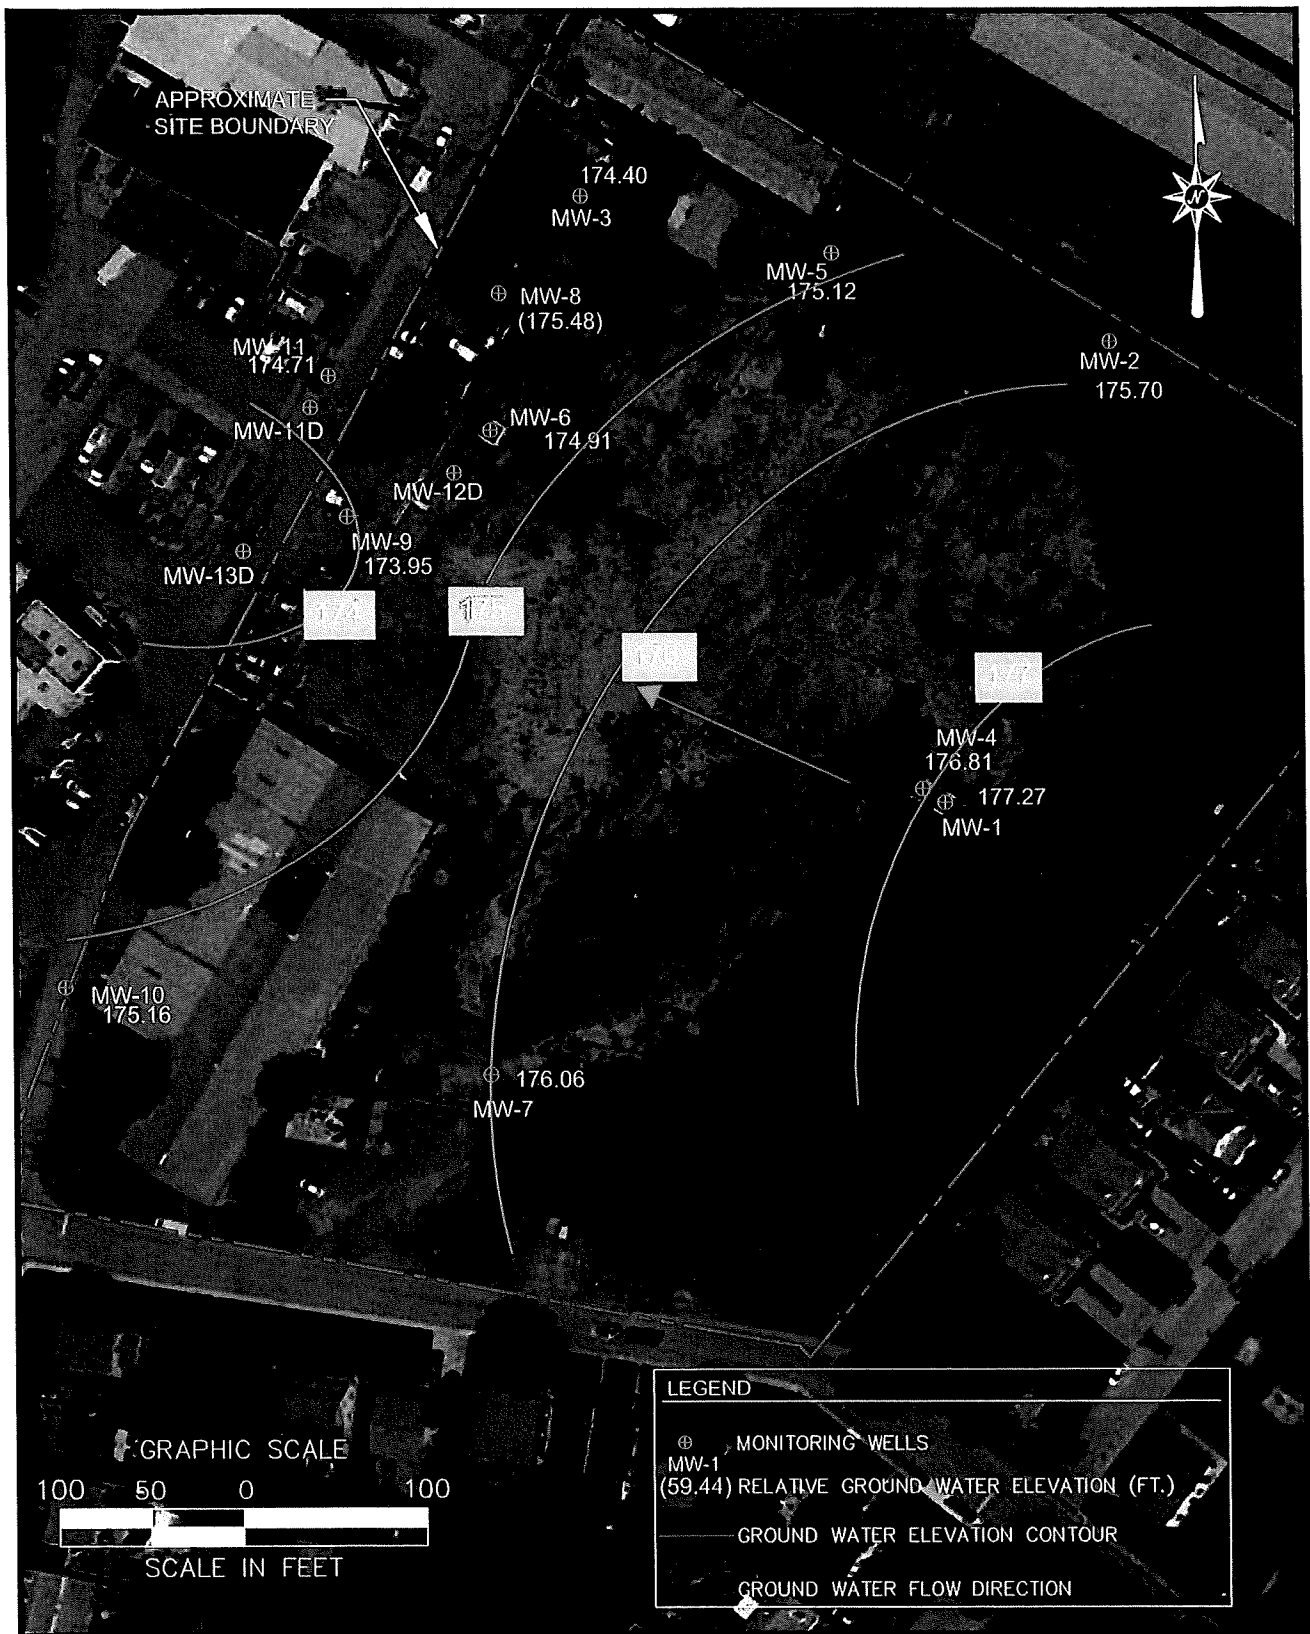 APPROXIMATE
SITE BOUNDARY
174.40
MW-3
N
MW-5
175.12
MW-8
(175.48)
MW-11
174.71
MW-2
175.70
MW-11D
MW-6
174.91
MW-12D
MW-9
173.95
MW-13D
174
175
176
177
MW-4
176.81
177.27
MW-1
MW-10
175.16
176.06
MW-7
LEGEND
MONITORING WELLS
MW-1
(59.44) RELATIVE GROUND WATER ELEVATION (FT.)
GROUND WATER ELEVATION CONTOUR
GROUND WATER FLOW DIRECTION
GRAPHIC SCALE
100 50 0 100
SCALE IN FEET